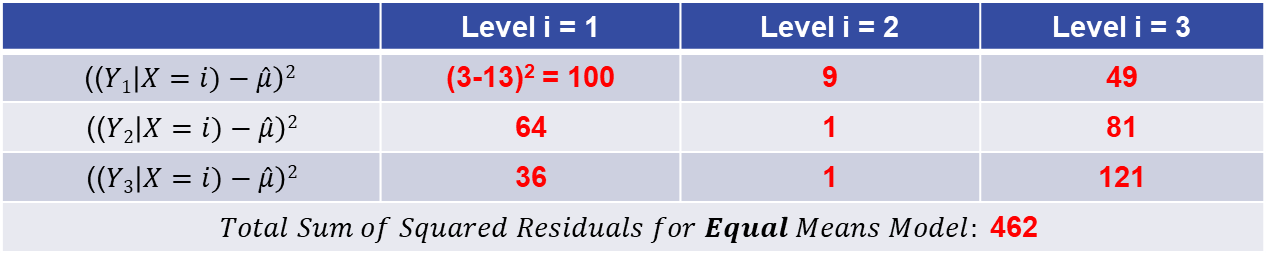 Level i = 1 Level i = 2 Level i = 3
((Y₁|X = i) − μ̂)² (3-13)² = 100 9 49
((Y₂|X = i) − μ̂)² 64 1 81
((Y₃|X = i) − μ̂)² 36 1 121
Total Sum of Squared Residuals for Equal Means Model: 462